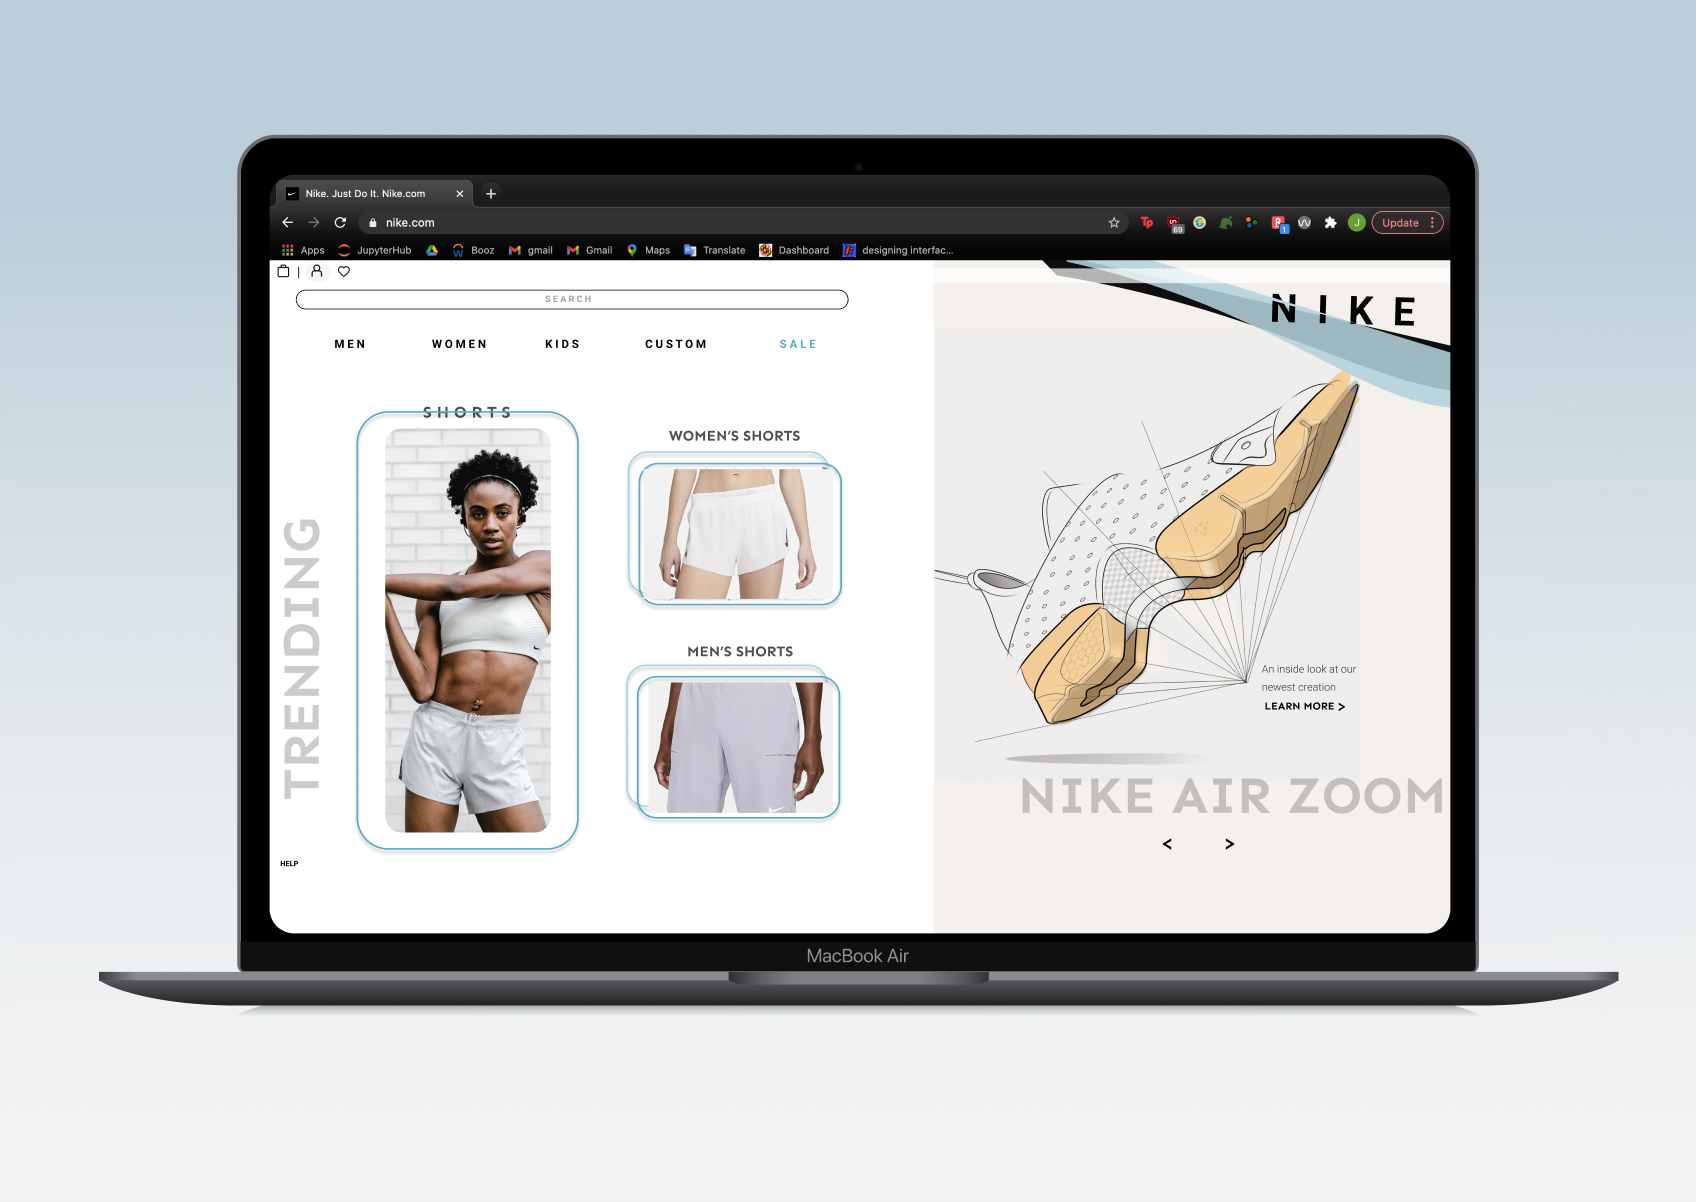 Nike. Just Do It. Nike.com
nike.com
69
1
J
Update
Apps
JupyterHub
Booz
gmail
Gmail
Maps
Translate
Dashboard
designing interfac...
SEARCH
MEN
WOMEN
KIDS
CUSTOM
SALE
NIKE
SHORTS
WOMEN'S SHORTS
MEN'S SHORTS
TRENDING
HELP
An inside look at our
newest creation
LEARN MORE >
NIKE AIR ZOOM
< >
MacBook Air